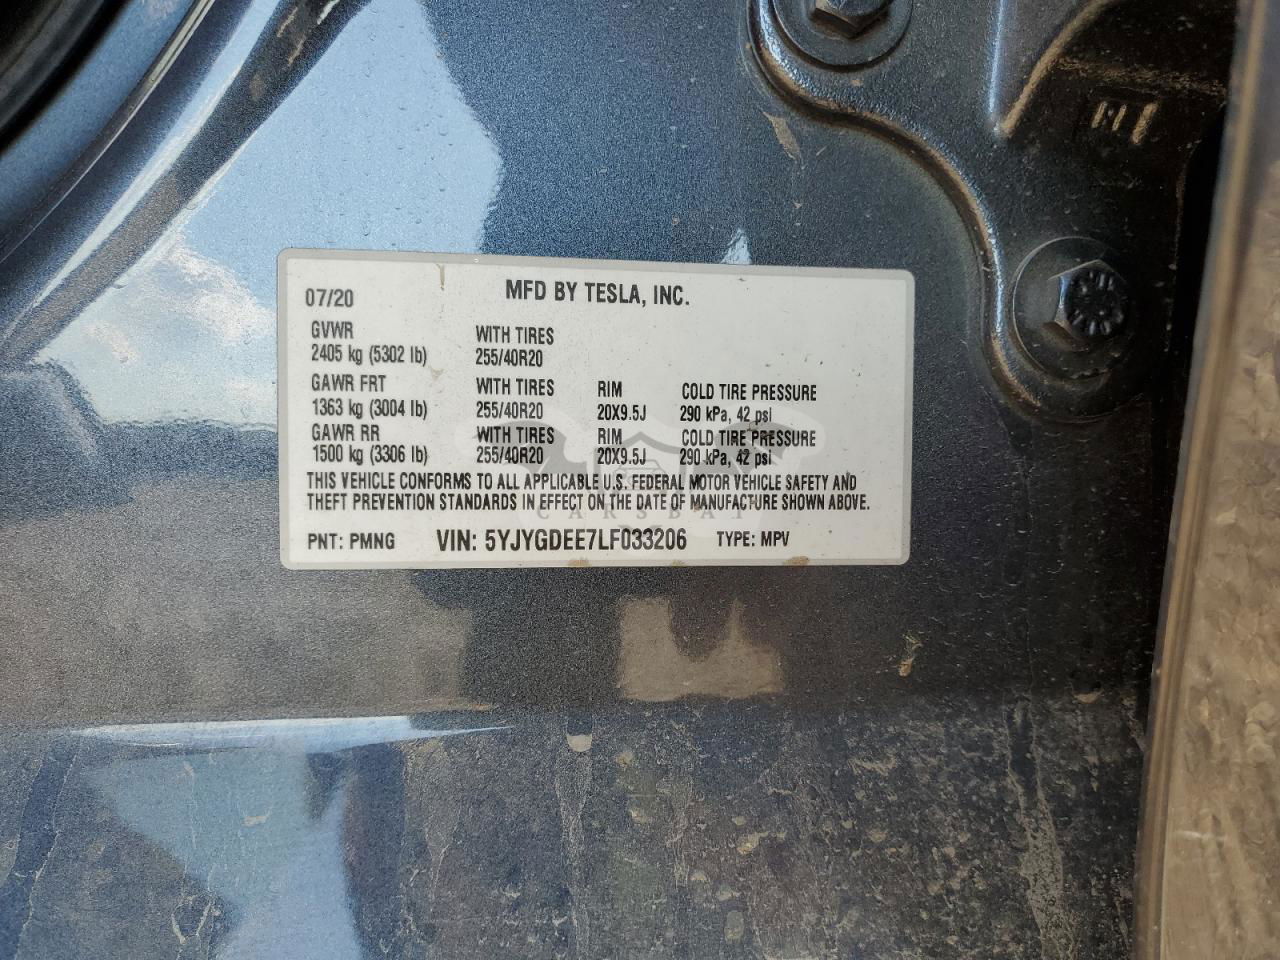 07/20 MFD BY TESLA, INC.
GVWR WITH TIRES
2405 kg (5302 lb) 255/40R20
GAWR FRT WITH TIRES RIM COLD TIRE PRESSURE
1363 kg (3004 lb) 255/40R20 20X9.5J 290 kPa, 42 psi
GAWR RR WITH TIRES RIM COLD TIRE PRESSURE
1500 kg (3306 lb) 255/40R20 20X9.5J 290 kPa, 42 psi
THIS VEHICLE CONFORMS TO ALL APPLICABLE U.S. FEDERAL MOTOR VEHICLE SAFETY AND
THEFT PREVENTION STANDARDS IN EFFECT ON THE DATE OF MANUFACTURE SHOWN ABOVE.
CARSBAT
PNT: PMNG VIN: 5YJYGDEE7LF033206 TYPE: MPV